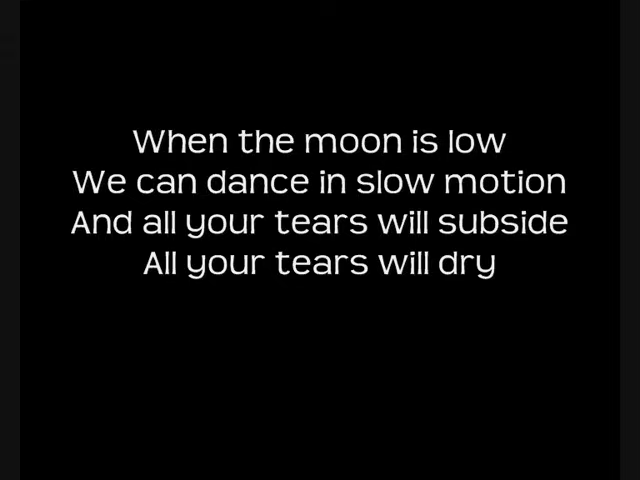 When the moon is low
We can dance in slow motion
And all your tears will subside
All your tears will dry